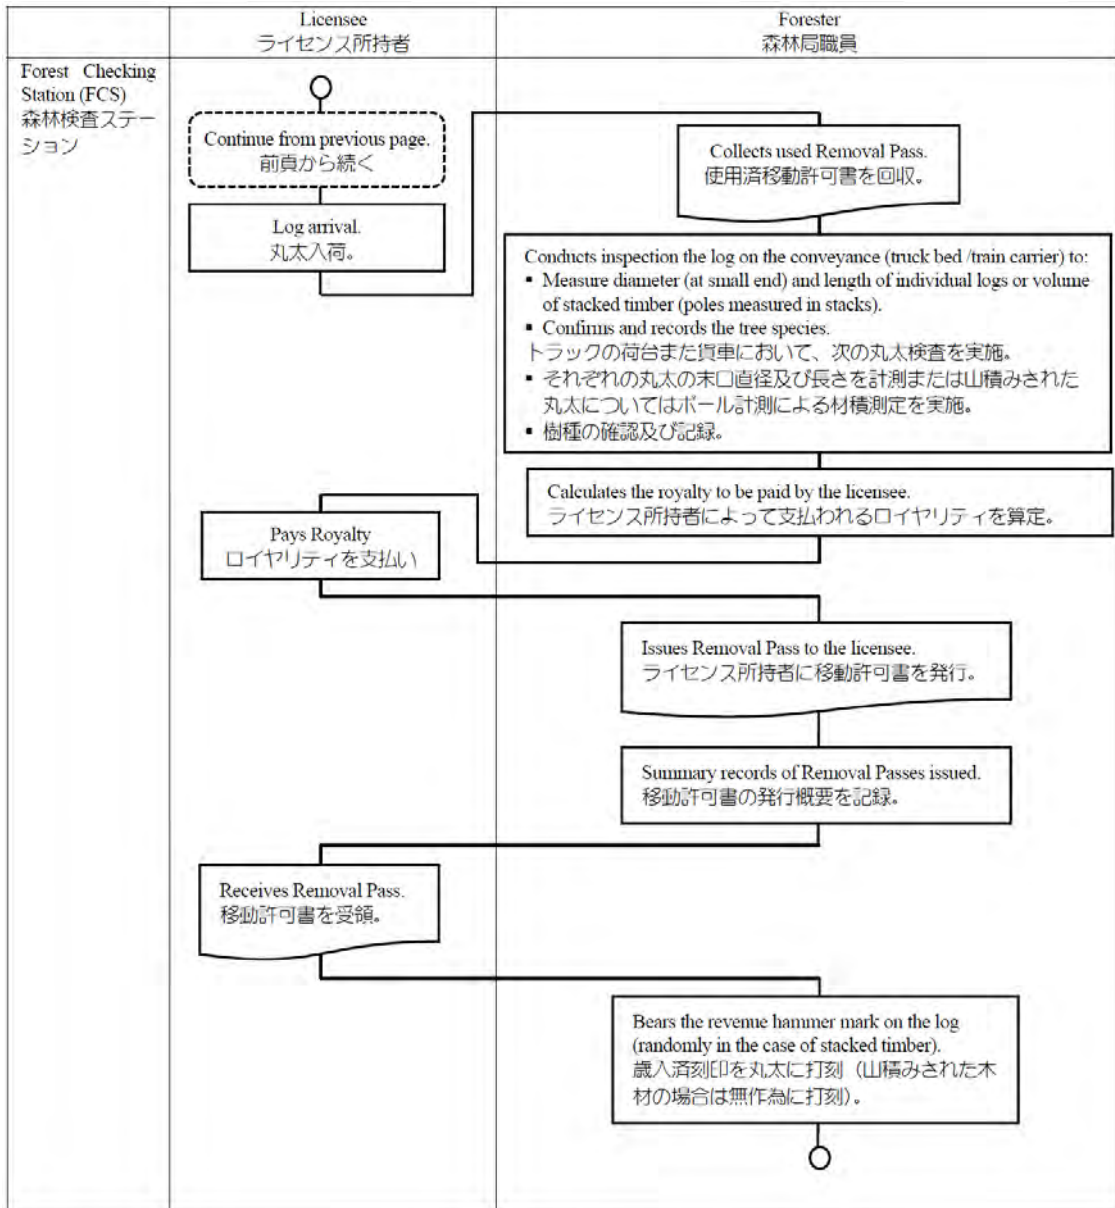 Licensee
ライセンス所持者
Forester
森林局職員
Forest Checking
Station (FCS)
森林検査ステー
ション
Continue from previous page.
前頁から続く
Log arrival.
丸太入荷。
Collects used Removal Pass.
使用済移動許可書を回収。
Conducts inspection the log on the conveyance (truck bed /train carrier) to:
▪ Measure diameter (at small end) and length of individual logs or volume
of stacked timber (poles measured in stacks).
▪ Confirms and records the tree species.
トラックの荷台また貨車において、次の丸太検査を実施。
▪ それぞれの丸太の末口直径及び長さを計測または山積みされた
丸太についてはポール計測による材積測定を実施。
▪ 樹種の確認及び記録。
Calculates the royalty to be paid by the licensee.
ライセンス所持者によって支払われるロイヤリティを算定。
Pays Royalty
ロイヤリティを支払い
Issues Removal Pass to the licensee.
ライセンス所持者に移動許可書を発行。
Summary records of Removal Passes issued.
移動許可書の発行概要を記録。
Receives Removal Pass.
移動許可書を受領。
Bears the revenue hammer mark on the log
(randomly in the case of stacked timber).
歳入済刻印を丸太に打刻（山積みされた木
材の場合は無作為に打刻）。